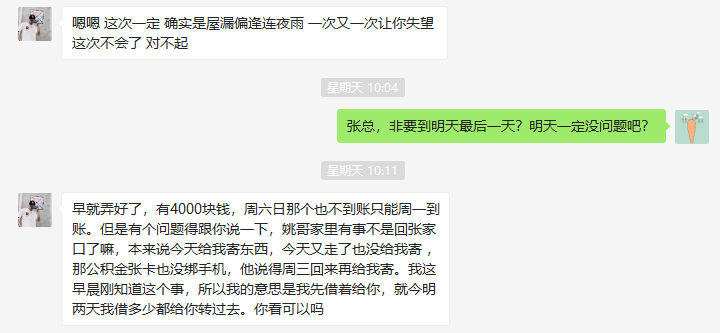 嗯嗯 这次一定 确实是屋漏偏逢连夜雨 一次又一次让你失望
这次不会了 对不起
星期天 10:04
张总，非要到明天最后一天？明天一定没问题吧？
星期天 10:11
早就弄好了，有4000块钱，周六日那个也不到账只能周一到
账。但是有个问题得跟你说一下，姚哥家里有事不是回张家
口了嘛，本来说今天给我寄东西，今天又走了也没给我寄，
那公积金张卡也没绑手机，他说得周三回来再给我寄。我这
早晨刚知道这个事，所以我的意思是我先借着给你，就今明
两天我借多少都给你转过去。你看可以吗